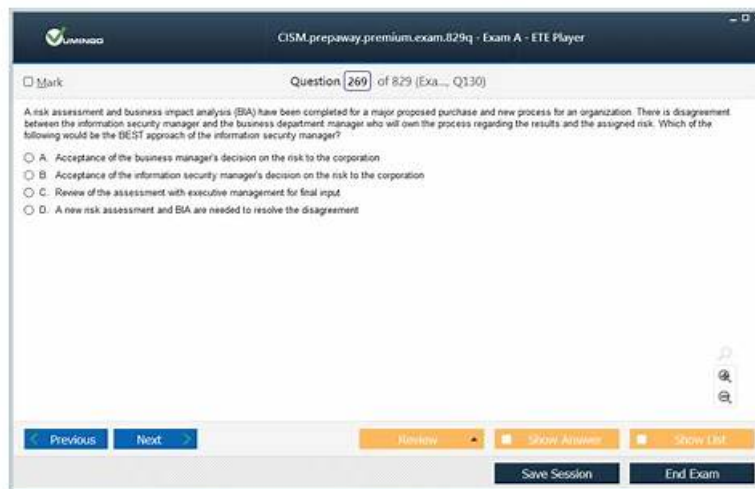 VUMINGO
CISM.prepaway.premium.exam.829q - Exam A - ETE Player
Mark
Question 269 of 829 (Exa..., Q130)
A risk assessment and business impact analysis (BIA) have been completed for a major proposed purchase and new process for an organization. There is disagreement
between the information security manager and the business department manager who will own the process regarding the results and the assigned risk. Which of the
following would be the BEST approach of the information security manager?
A. Acceptance of the business manager's decision on the risk to the corporation
B. Acceptance of the information security manager's decision on the risk to the corporation
C. Review of the assessment with executive management for final input
D. A new risk assessment and BIA are needed to resolve the disagreement
Previous Next Review Show Answer Show List
Save Session End Exam